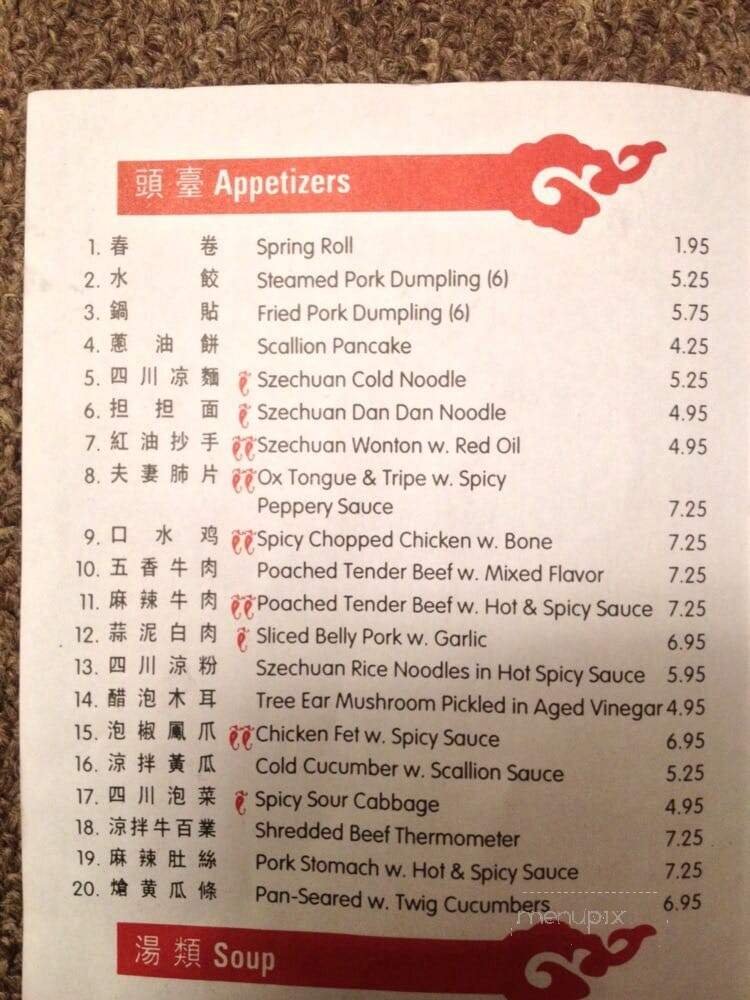 頭臺 Appetizers
1. 春 卷 Spring Roll 1.95
2. 水 餃 Steamed Pork Dumpling (6) 5.25
3. 鍋 貼 Fried Pork Dumpling (6) 5.75
4. 蔥 油 餅 Scallion Pancake 4.25
5. 四川凉麵 Szechuan Cold Noodle 5.25
6. 担 担 面 Szechuan Dan Dan Noodle 4.95
7. 紅油抄手 Szechuan Wonton w. Red Oil 4.95
8. 夫妻肺片 Ox Tongue & Tripe w. Spicy
Peppery Sauce 7.25
9. 口 水 鸡 Spicy Chopped Chicken w. Bone 7.25
10. 五香牛肉 Poached Tender Beef w. Mixed Flavor 7.25
11. 麻辣牛肉 Poached Tender Beef w. Hot & Spicy Sauce 7.25
12. 蒜泥白肉 Sliced Belly Pork w. Garlic 6.95
13. 四川涼粉 Szechuan Rice Noodles in Hot Spicy Sauce 5.95
14. 醋泡木耳 Tree Ear Mushroom Pickled in Aged Vinegar 4.95
15. 泡椒鳳爪 Chicken Fet w. Spicy Sauce 6.95
16. 涼拌黃瓜 Cold Cucumber w. Scallion Sauce 5.25
17. 四川泡菜 Spicy Sour Cabbage 4.95
18. 涼拌牛百業 Shredded Beef Thermometer 7.25
19. 麻辣肚絲 Pork Stomach w. Hot & Spicy Sauce 7.25
20. 熗黄瓜條 Pan-Seared w. Twig Cucumbers 6.95
menupix
湯類 Soup